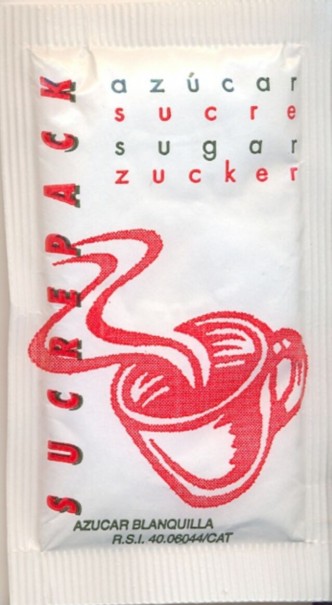 azúcar
sucre
sugar
zucker
SUCREPACK
AZUCAR BLANQUILLA
R.S.I. 40.06044/CAT